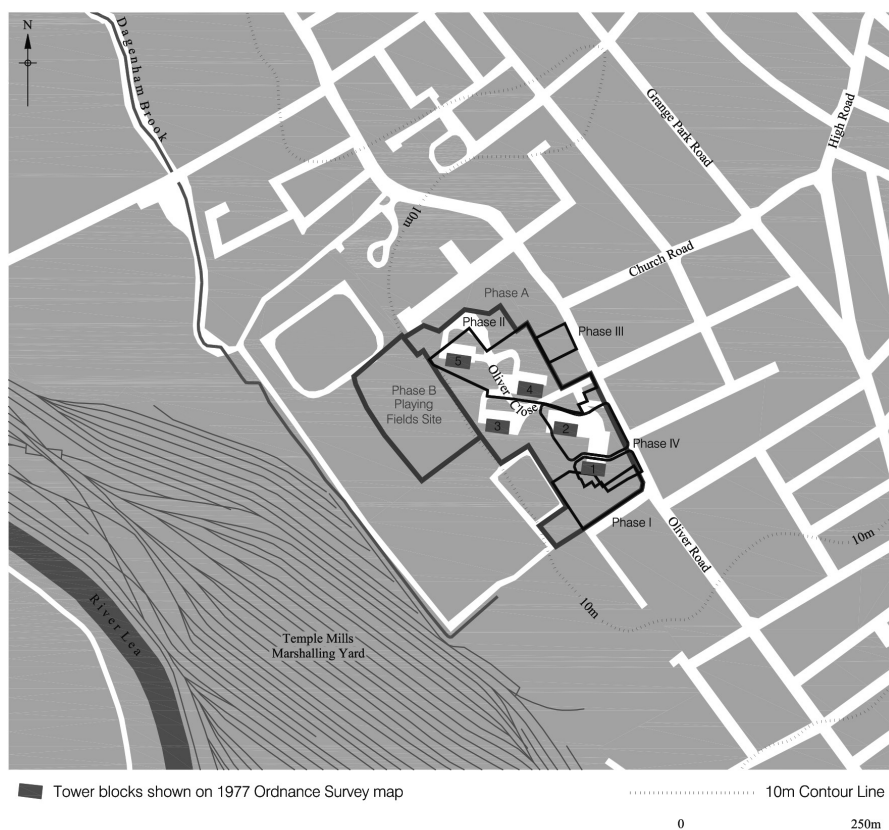 N
Dagenham Brook
Grange Park Road
High Road
10m
Church Road
Phase A
Phase II
Phase III
5
Oliver Close
4
Phase B
Playing
Fields Site
3
2
Phase IV
1
Phase I
Oliver Road
10m
10m
River Lea
Temple Mills
Marshalling Yard
Tower blocks shown on 1977 Ordnance Survey map
10m Contour Line
0
250m